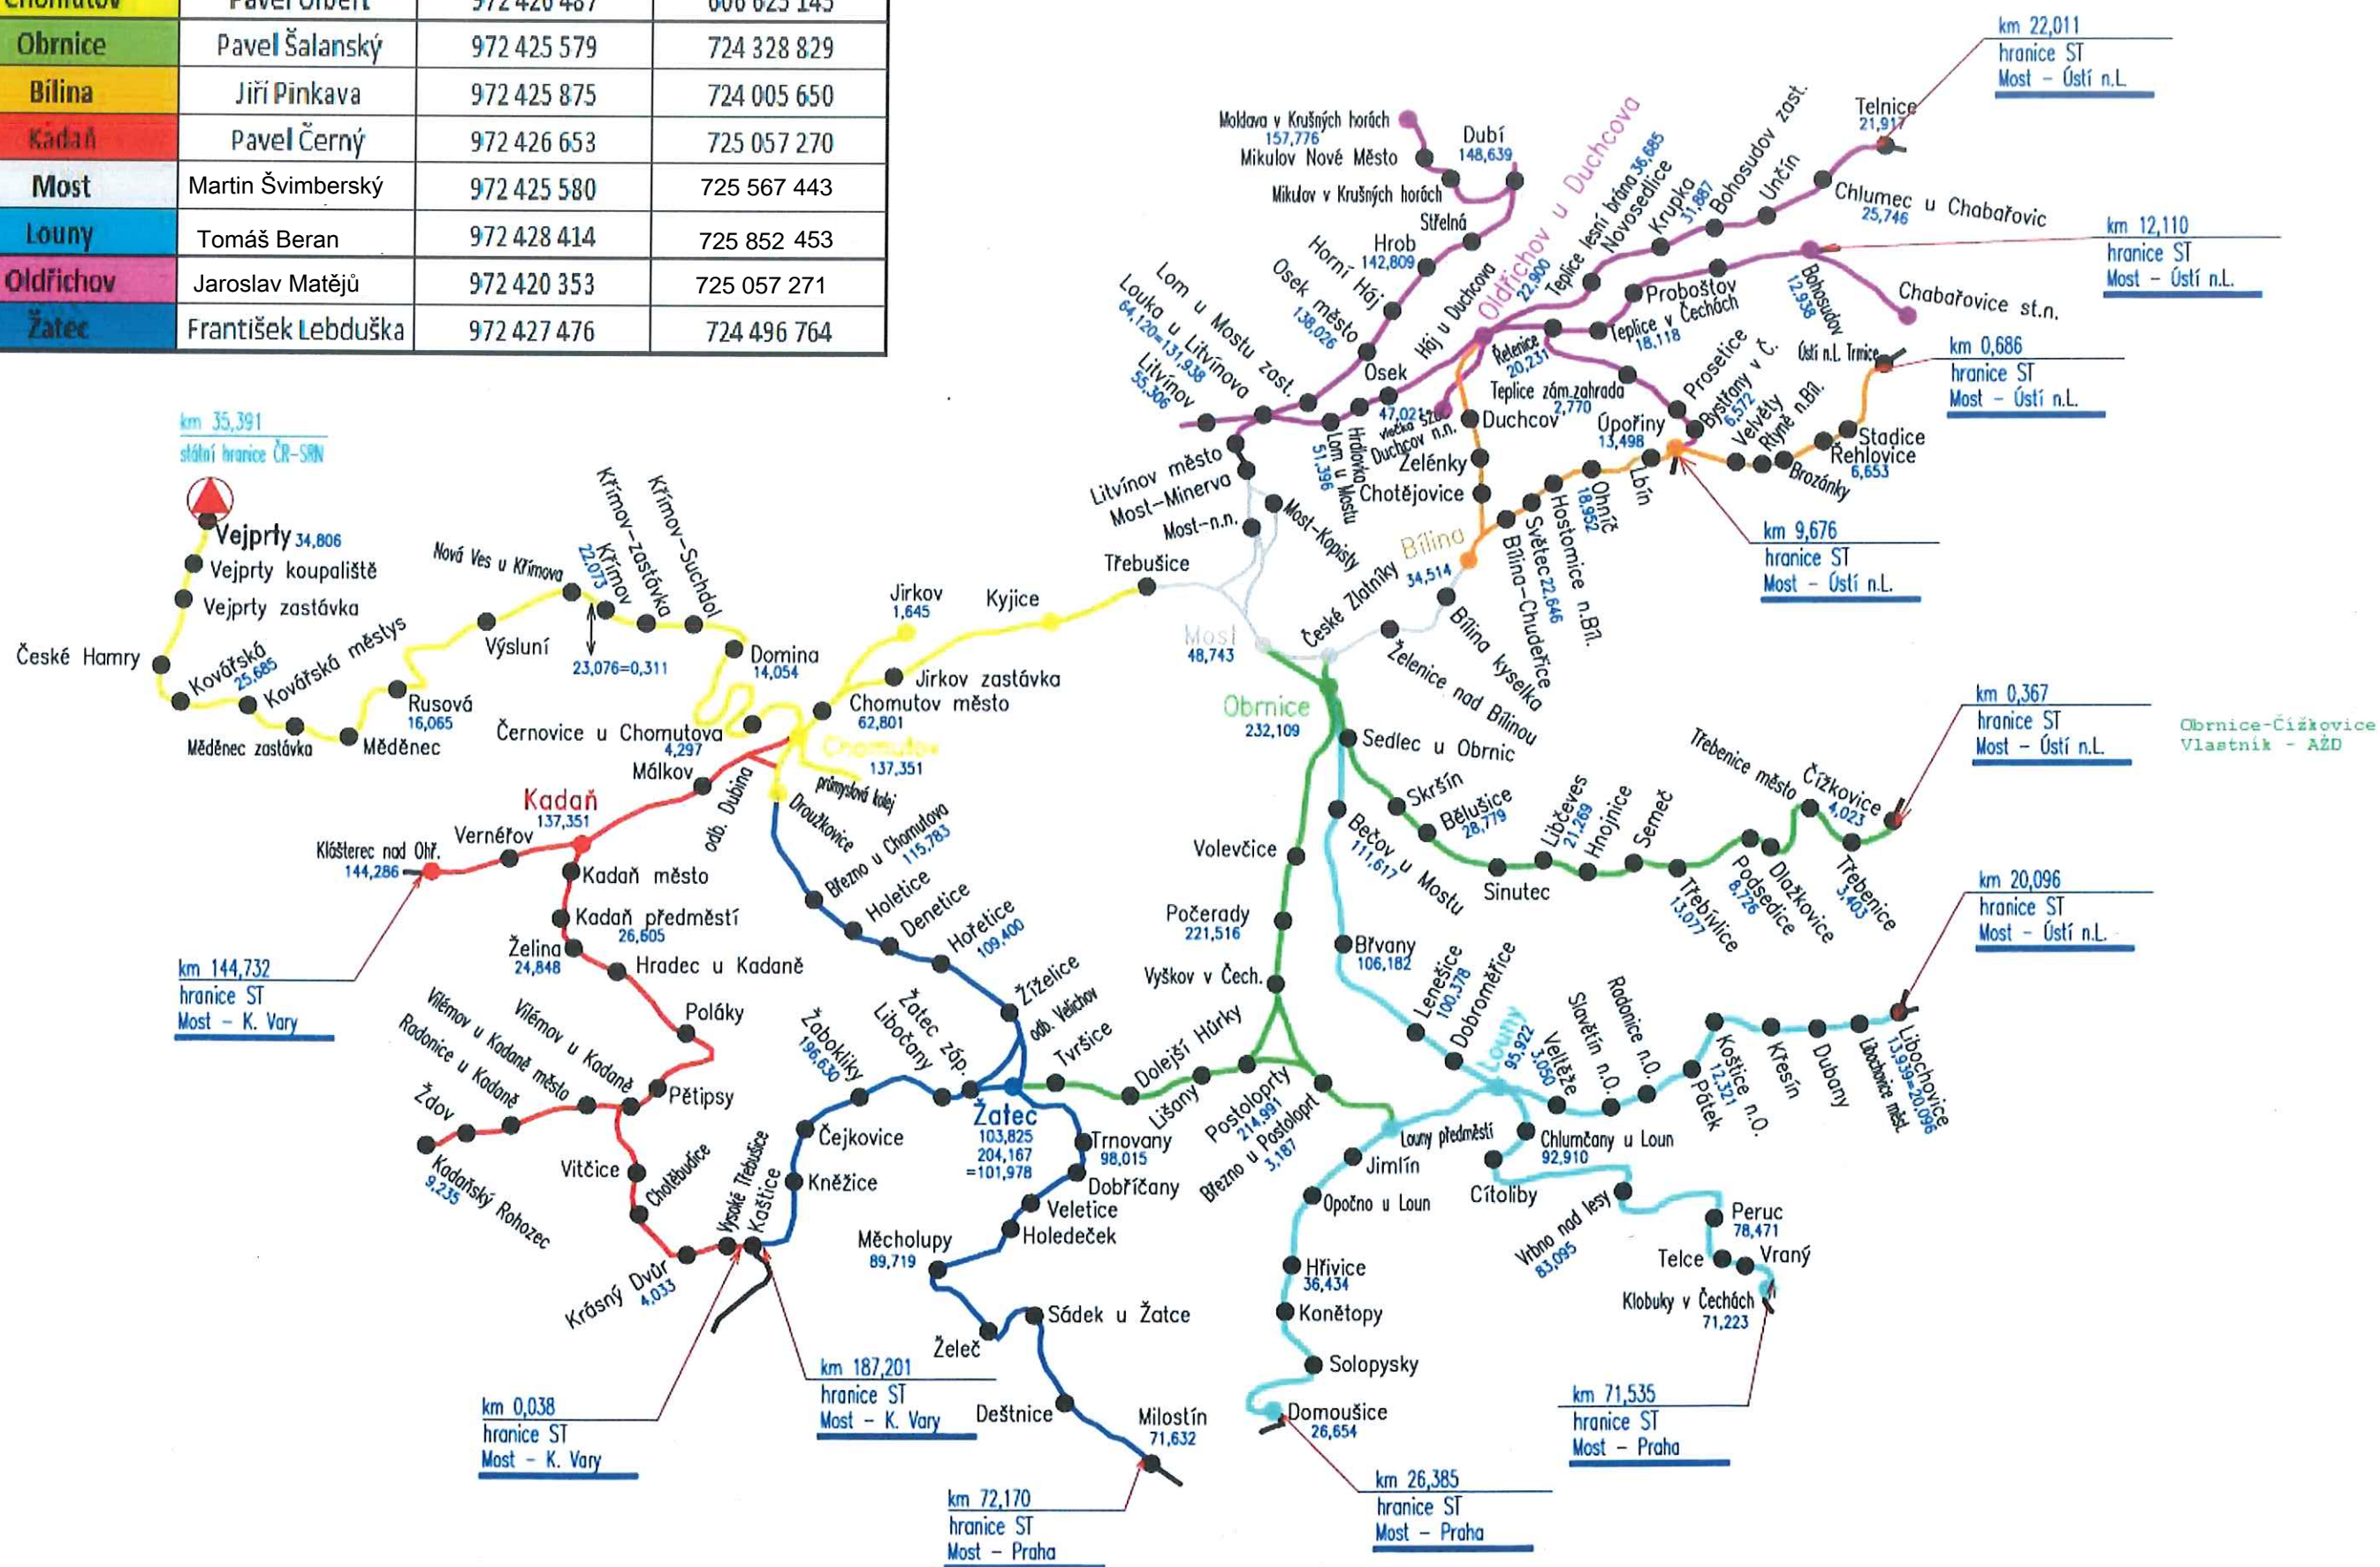 Chomutov Pavel Olbert 972 426 487 606 625 145
Obrnice Pavel Šalanský 972 425 579 724 328 829
Bílina Jiří Pinkava 972 425 875 724 005 650
Kadaň Pavel Černý 972 426 653 725 057 270
Most Martin Švimberský 972 425 580 725 567 443
Louny Tomáš Beran 972 428 414 725 852 453
Oldřichov Jaroslav Matějů 972 420 353 725 057 271
Žatec František Lebduška 972 427 476 724 496 764
km 22,011
hranice ST
Most - Ústí n.L.
Telnice
21,917
Chlumec u Chabařovic
25,746
Unčín
Bohosudov zast.
Krupka
31,887
Novosedlice
Teplice lesní brána 36,685
Oldřichov u Duchcova
22,900
Moldava v Krušných horách
157,776
Mikulov Nové Město
Mikulov v Krušných horách
Dubí
148,639
Střelná
Hrob
142,809
Horní Háj
Osek město
138,026
Lom u Mostu zast.
Louka u Litvínova
64,120=131,938
Litvínov
55,306
Háj u Duchcova
Osek
47,021
vlečka
Hrdlovka
Lom u Mostu
51,396
Duchcov n.n.
Duchcov
Želénky
Chotějovice
km 12,110
hranice ST
Most - Ústí n.L.
Bohosudov
12,938
Chabařovice st.n.
Proboštov
Teplice v Čechách
18,118
Řetenice
20,231
Teplice zám.zahrada
2,770
Prosetice
Bystřany v Č.
6,572
Úpořiny
13,498
Velvěty
Rtyně n.Bíl.
Brozánky
Řehlovice
6,653
Stadice
Ústí n.L. Trmice
km 0,686
hranice ST
Most - Ústí n.L.
km 9,676
hranice ST
Most - Ústí n.L.
Lbín
Ohníč
18,952
Hostomice n.Bíl.
Světec 22,646
Bílina-Chudeřice
Bílina
34,514
Bílina kyselka
Želenice nad Bílinou
České Zlatníky
Litvínov město
Most-Minerva
Most-n.n.
Most-Kopisty
Třebušice
Most
48,743
Kyjice
Jirkov
1,645
Jirkov zastávka
Chomutov město
62,801
Chomutov
137,351
průmyslová kolej
km 35,391
státní hranice ČR-SRN
Vejprty 34,806
Vejprty koupaliště
Vejprty zastávka
České Hamry
Kovářská
25,685
Kovářská městys
Měděnec zastávka
Měděnec
Rusová
16,065
Výsluní
Nová Ves u Křimova
23,076=0,311
Křimov
22,073
Křimov-zastávka
Křimov-Suchdol
Domina
14,054
Černovice u Chomutova
4,297
Málkov
odb. Dubina
Kadaň
137,351
Vernéřov
Klášterec nad Ohř.
144,286
km 144,732
hranice ST
Most - K. Vary
Kadaň město
Kadaň předměstí
26,605
Želina
24,848
Hradec u Kadaně
Poláky
Pětipsy
Vilémov u Kadaně
Vilémov u Kadaně město
Radonice u Kadaně
Ždov
Kadaňský Rohozec
9,235
Vitčice
Chotěbudice
Krásný Dvůr
4,033
Vysoké Třebušice
Kaštice
km 0,038
hranice ST
Most - K. Vary
km 187,201
hranice ST
Most - K. Vary
Kněžice
Čejkovice
Žabokliky
196,630
Libočany
Žatec záp.
Žatec
103,825
204,167
=101,978
Droužkovice
Březno u Chomutova
115,783
Holetice
Denetice
Hořetice
109,400
Žiželice
odb. Velichov
Tvršice
Dolejší Hůrky
Lišany
Postoloprty
214,991
Březno u Postoloprt
3,187
Trnovany
98,015
Dobříčany
Veletice
Holedeček
Měcholupy
89,719
Želeč
Sádek u Žatce
Deštnice
Milostín
71,632
km 72,170
hranice ST
Most - Praha
Obrnice
232,109
Sedlec u Obrnic
Volevčice
Počerady
221,516
Vyškov v Čech.
Skršín
Bělušice
28,779
Sinutec
Libčeves
21,269
Hnojnice
Semeč
Třebívlice
13,077
Podsedice
8,726
Dlažkovice
Třebenice město
Třebenice
3,403
Čížkovice
4,023
km 0,367
hranice ST
Most - Ústí n.L.
Obrnice-Čížkovice
Vlastník - AŽD
Bečov u Mostu
111,617
Břvany
106,182
Lenešice
100,378
Dobroměřice
Louny
95,922
3,050
Veltěže
Slavětín n.O.
Radonice n.O.
Pátek
Koštice n.O.
12,321
Křesín
Dubany
Libochovice měst.
Libochovice
13,939=20,096
km 20,096
hranice ST
Most - Ústí n.L.
Louny předměstí
Jimlín
Opočno u Loun
Hřivice
36,434
Konětopy
Solopysky
Domoušice
26,654
km 26,385
hranice ST
Most - Praha
Chlumčany u Loun
92,910
Cítoliby
Vrbno nad lesy
83,095
Peruc
78,471
Telce
Vraný
Klobuky v Čechách
71,223
km 71,535
hranice ST
Most - Praha